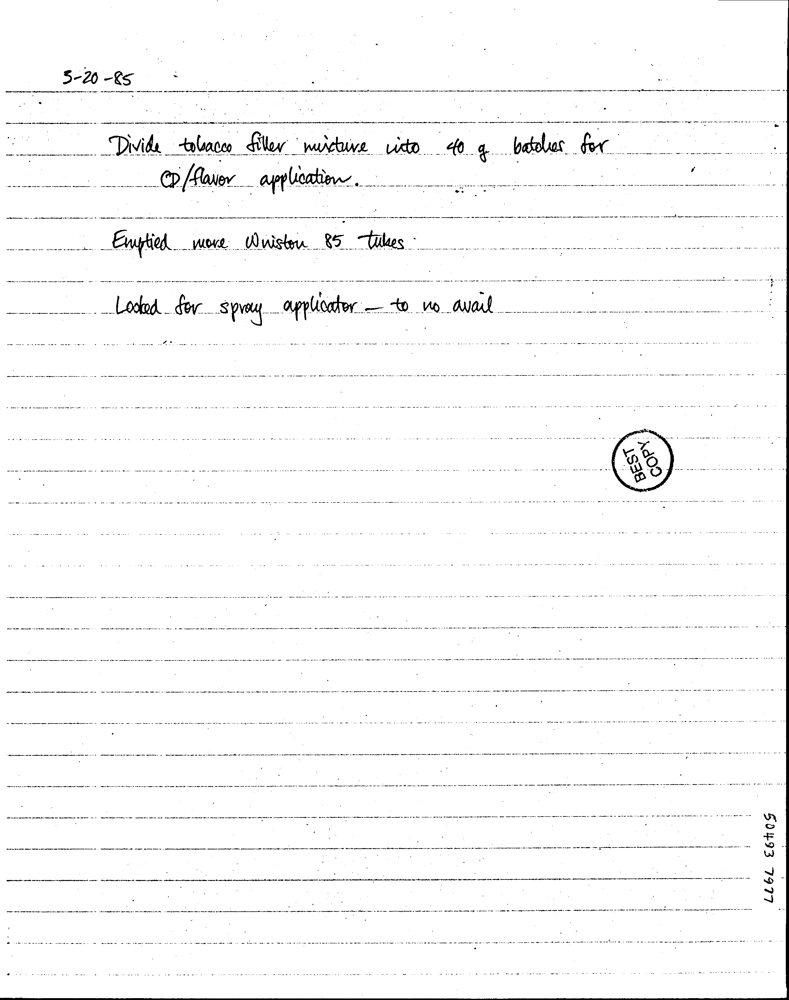 3-20-85
Divide tobacco filler mixture into 40 g batches for
CD/flavor application.
Emptied more Winston 85 tubes.
Looked for spray applicator — to no avail
BEST
COPY
50493 7977